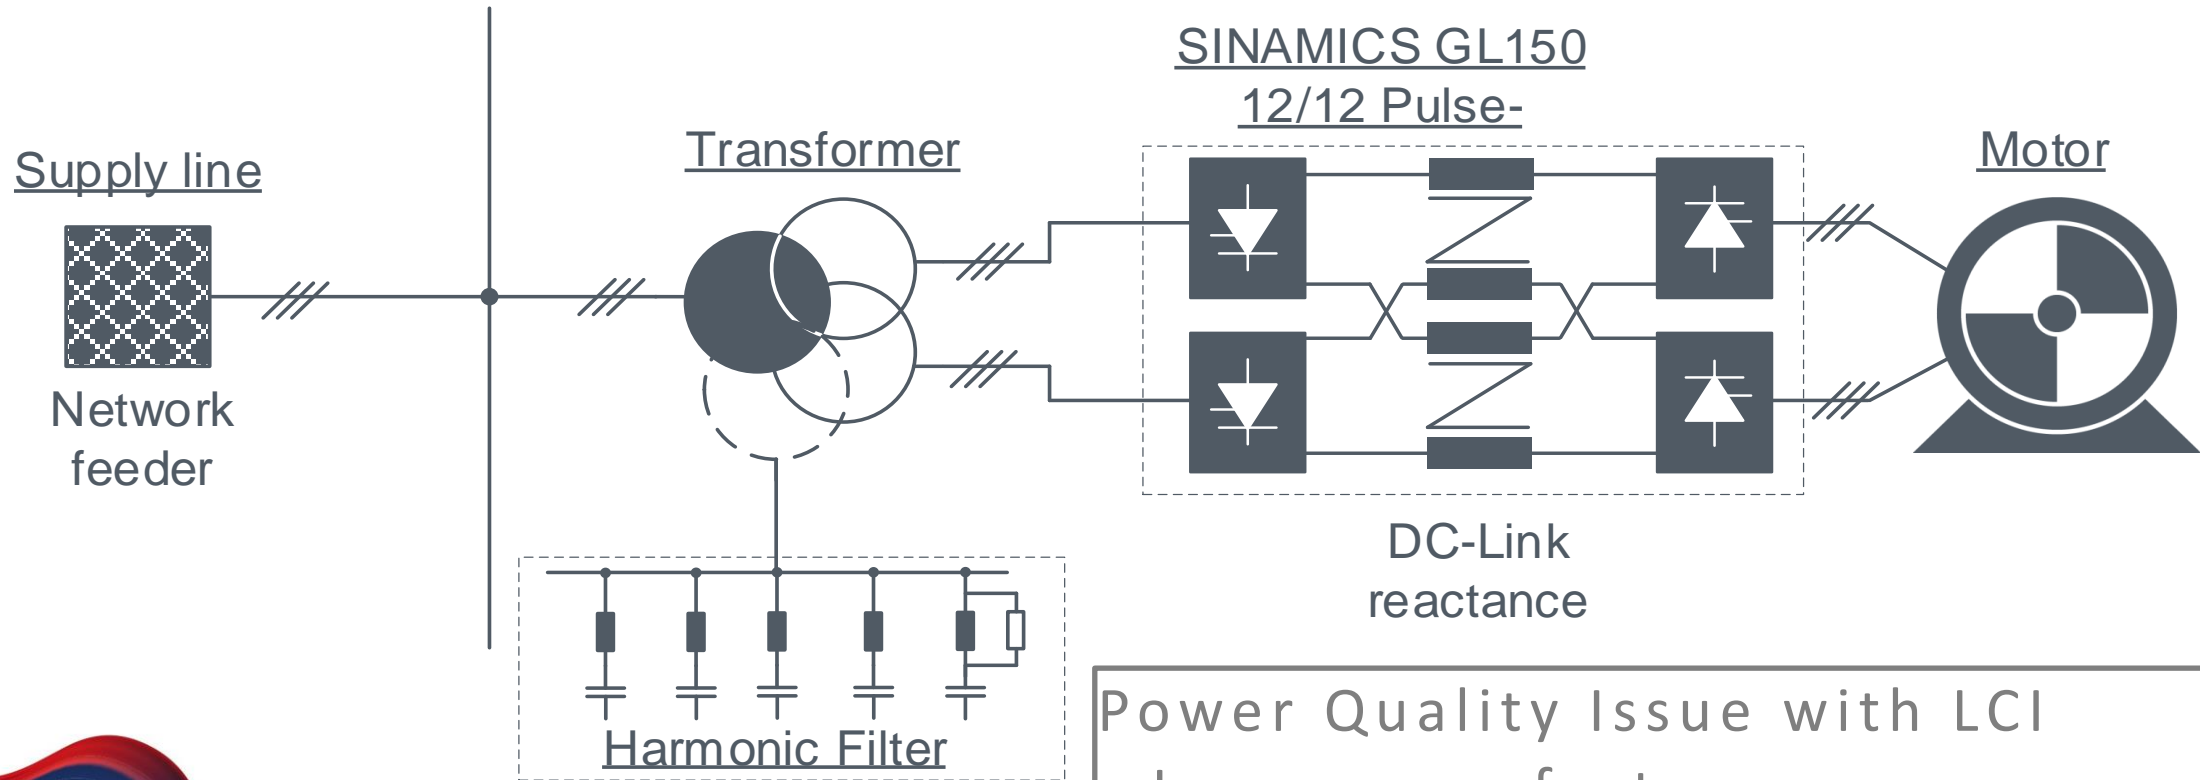 SINAMICS GL150
12/12 Pulse-
Supply line
Transformer
Motor
Network
feeder
DC-Link
reactance
Harmonic Filter
Power Quality Issue with LCI